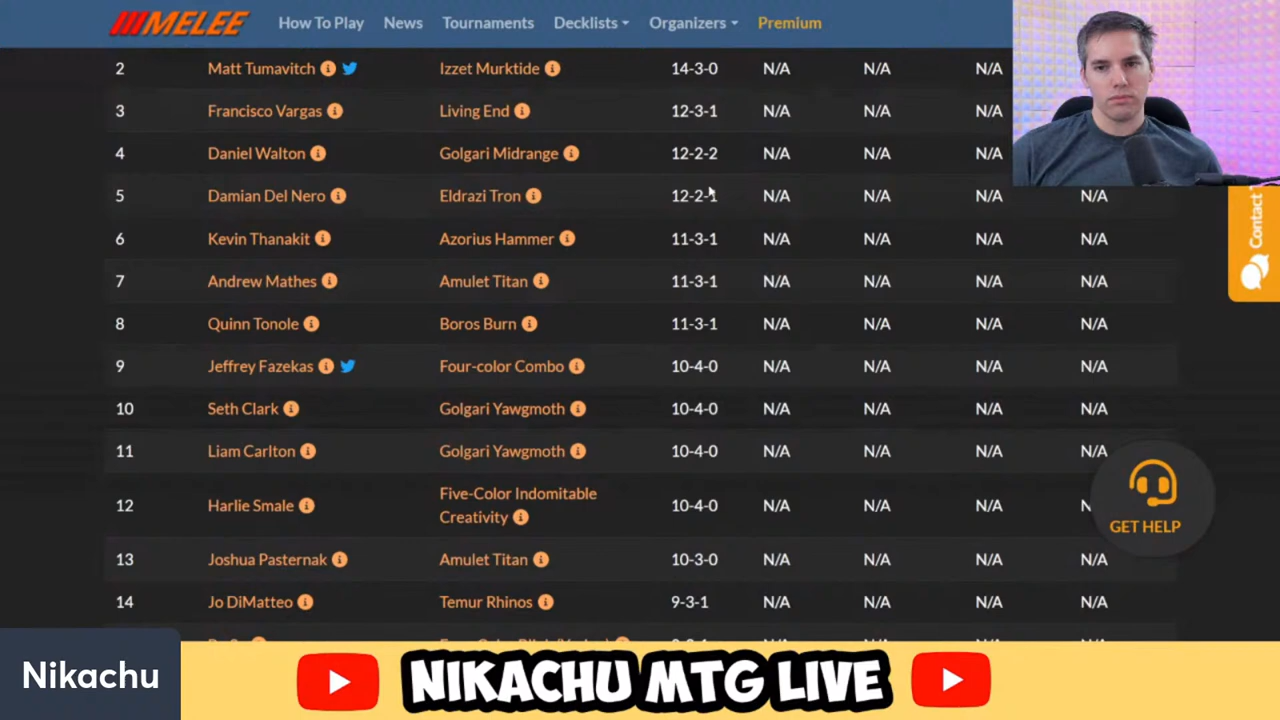 MELEE How To Play News Tournaments Decklists Organizers Premium
2 Matt Tumavitch Izzet Murktide 14-3-0 N/A N/A N/A
3 Francisco Vargas Living End 12-3-1 N/A N/A N/A
4 Daniel Walton Golgari Midrange 12-2-2 N/A N/A N/A
5 Damian Del Nero Eldrazi Tron 12-2-1 N/A N/A N/A N/A
6 Kevin Thanakit Azorius Hammer 11-3-1 N/A N/A N/A N/A
7 Andrew Mathes Amulet Titan 11-3-1 N/A N/A N/A N/A
8 Quinn Tonole Boros Burn 11-3-1 N/A N/A N/A N/A
9 Jeffrey Fazekas Four-color Combo 10-4-0 N/A N/A N/A N/A
10 Seth Clark Golgari Yawgmoth 10-4-0 N/A N/A N/A N/A
11 Liam Carlton Golgari Yawgmoth 10-4-0 N/A N/A N/A N/A
12 Harlie Smale Five-Color Indomitable
Creativity 10-4-0 N/A N/A N/A
13 Joshua Pasternak Amulet Titan 10-3-0 N/A N/A N/A N/A
14 Jo DiMatteo Temur Rhinos 9-3-1 N/A N/A N/A N/A
Contact
GET HELP
Nikachu
NIKACHU MTG LIVE